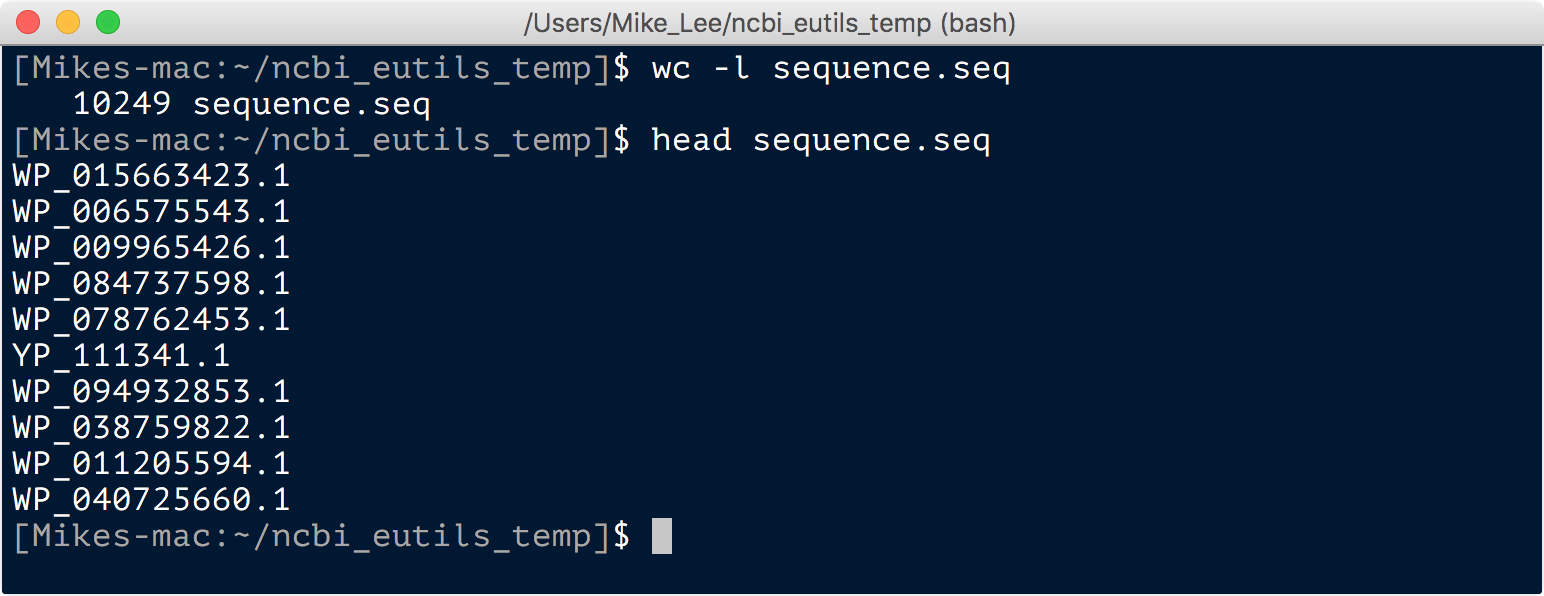 /Users/Mike_Lee/ncbi_eutils_temp (bash)
[Mikes-mac:~/ncbi_eutils_temp]$ wc -l sequence.seq
   10249 sequence.seq
[Mikes-mac:~/ncbi_eutils_temp]$ head sequence.seq
WP_015663423.1
WP_006575543.1
WP_009965426.1
WP_084737598.1
WP_078762453.1
YP_111341.1
WP_094932853.1
WP_038759822.1
WP_011205594.1
WP_040725660.1
[Mikes-mac:~/ncbi_eutils_temp]$